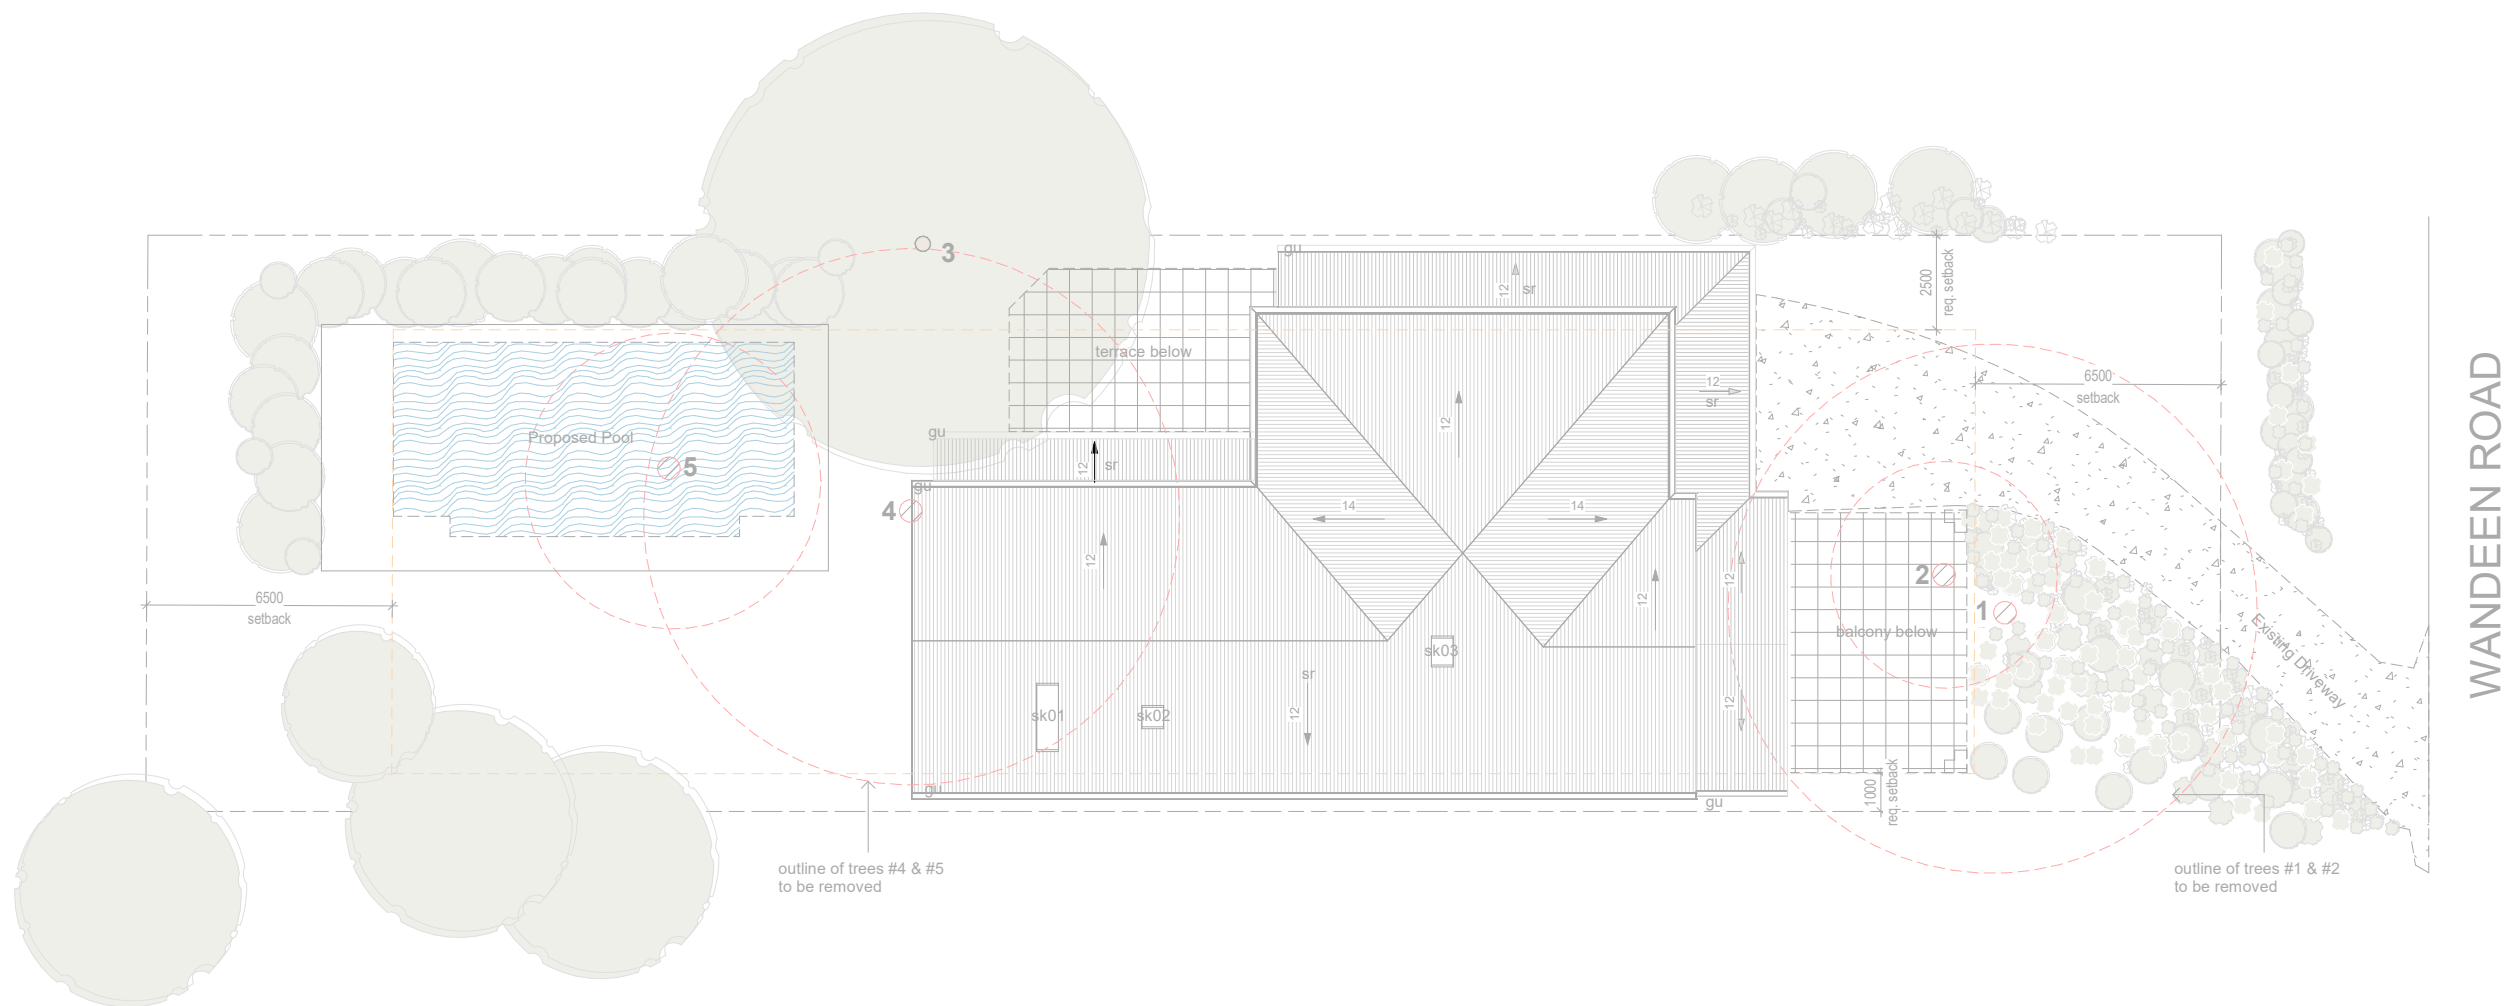 3
gu
12
sr
2500
req. setback
6500
setback
terrace below
12
sr
12
gu
12
sr
Proposed Pool
5
gu
4
14
14
12
12
12
2
1
6500
setback
balcony below
Existing Driveway
WANDEEN ROAD
sk03
sr
12
12
sk01
sk02
gu
gu
1000
req. setback
outline of trees #4 & #5
to be removed
outline of trees #1 & #2
to be removed